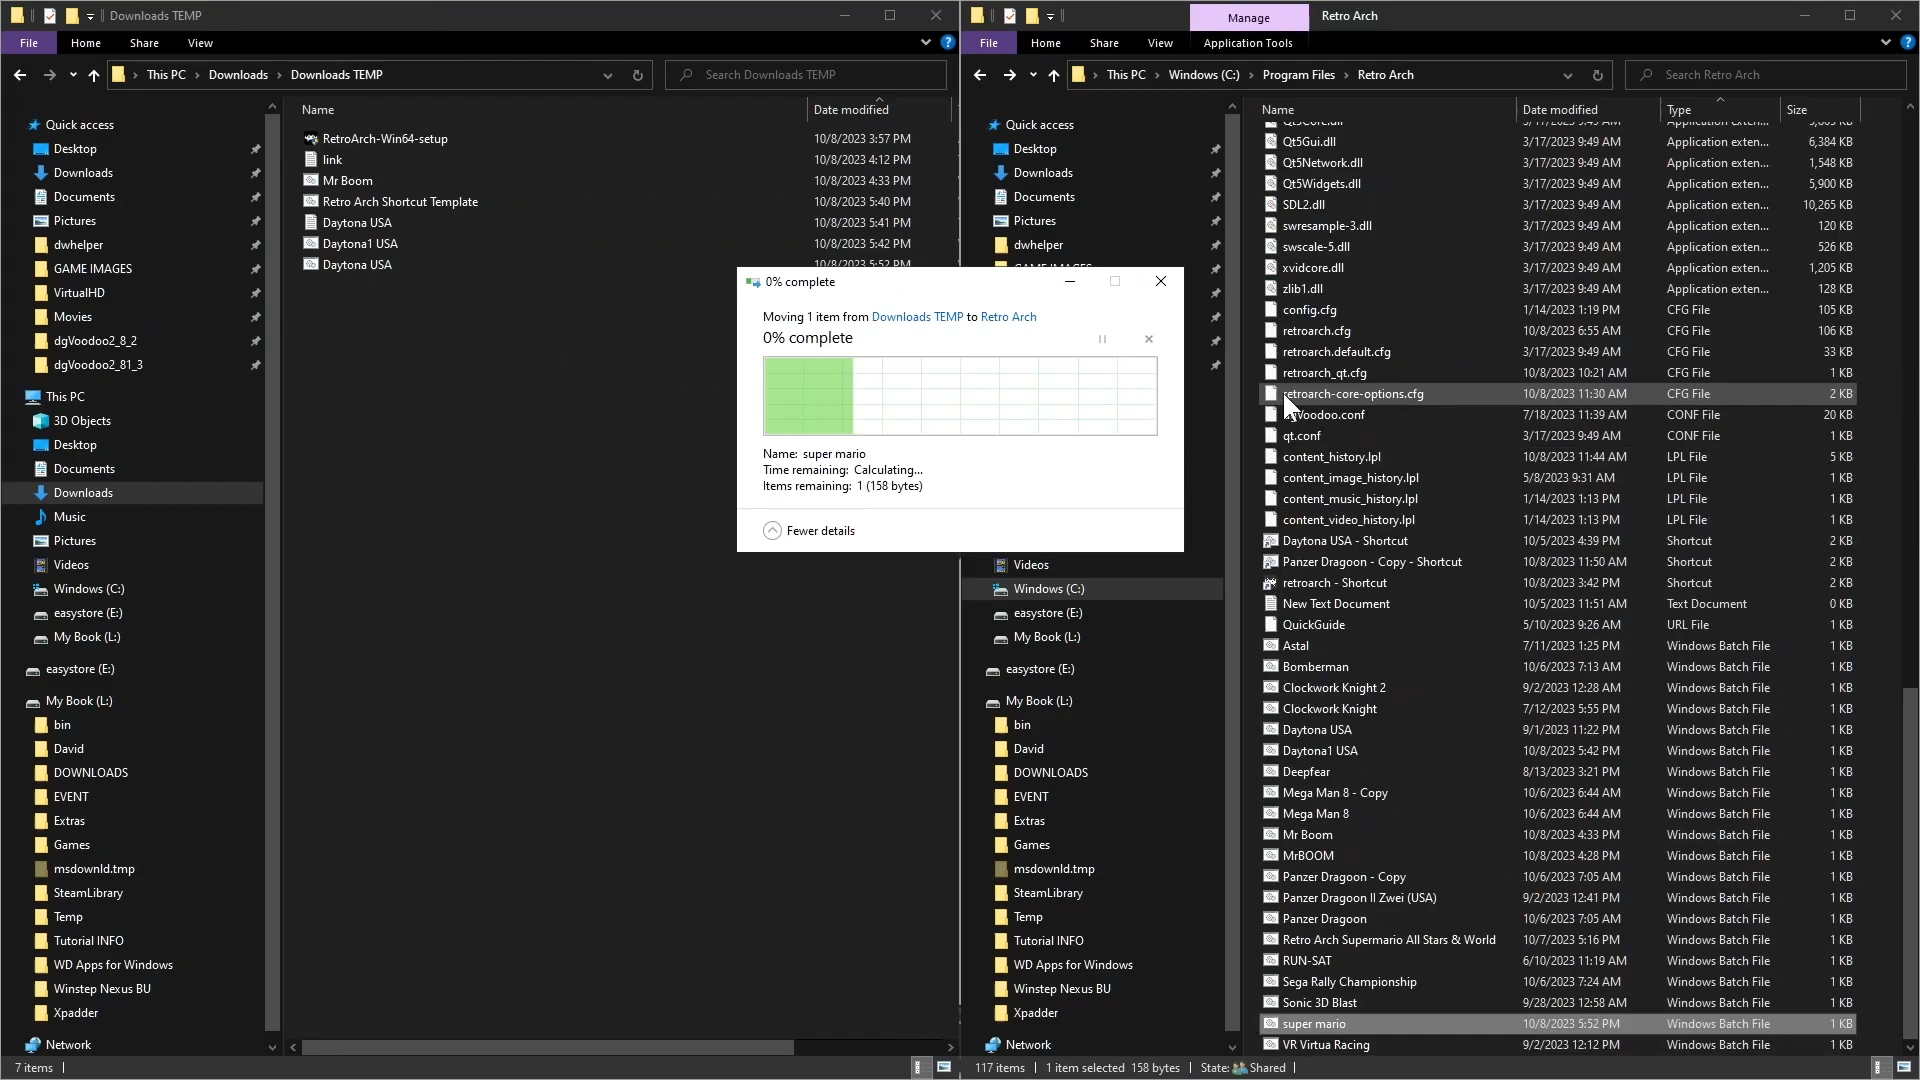 Downloads TEMP
File
Home
Share
View
This PC
Downloads
Downloads TEMP
Search Downloads TEMP
Quick access
Desktop
Downloads
Documents
Pictures
dwhelper
GAME IMAGES
VirtualHD
Movies
dgVoodoo2_8_2
dgVoodoo2_81_3
This PC
3D Objects
Desktop
Documents
Downloads
Music
Pictures
Videos
Windows (C:)
easystore (E:)
My Book (L:)
easystore (E:)
My Book (L:)
bin
David
DOWNLOADS
EVENT
Extras
Games
msdownld.tmp
SteamLibrary
Temp
Tutorial INFO
WD Apps for Windows
Winstep Nexus BU
Xpadder
Network
Name Date modified
RetroArch-Win64-setup 10/8/2023 3:57 PM
link 10/8/2023 4:12 PM
Mr Boom 10/8/2023 4:33 PM
Retro Arch Shortcut Template 10/8/2023 5:40 PM
Daytona USA 10/8/2023 5:41 PM
Daytona1 USA 10/8/2023 5:42 PM
Daytona USA 10/8/2023 5:52 PM
7 items
0% complete
Moving 1 item from Downloads TEMP to Retro Arch
0% complete
Name: super mario
Time remaining: Calculating...
Items remaining: 1 (158 bytes)
Fewer details
Manage
Retro Arch
File
Home
Share
View
Application Tools
This PC
Windows (C:)
Program Files
Retro Arch
Search Retro Arch
Quick access
Desktop
Downloads
Documents
Pictures
dwhelper
GAME IMAGES
Videos
Windows (C:)
easystore (E:)
My Book (L:)
easystore (E:)
My Book (L:)
bin
David
DOWNLOADS
EVENT
Extras
Games
msdownld.tmp
SteamLibrary
Temp
Tutorial INFO
WD Apps for Windows
Winstep Nexus BU
Xpadder
Network
Name Date modified Type Size
Qt5Core.dll 3/17/2023 9:49 AM Application exten...
Qt5Gui.dll 3/17/2023 9:49 AM Application exten... 6,384 KB
Qt5Network.dll 3/17/2023 9:49 AM Application exten... 1,548 KB
Qt5Widgets.dll 3/17/2023 9:49 AM Application exten... 5,900 KB
SDL2.dll 3/17/2023 9:49 AM Application exten... 10,265 KB
swresample-3.dll 3/17/2023 9:49 AM Application exten... 120 KB
swscale-5.dll 3/17/2023 9:49 AM Application exten... 526 KB
xvidcore.dll 3/17/2023 9:49 AM Application exten... 1,205 KB
zlib1.dll 3/17/2023 9:49 AM Application exten... 128 KB
config.cfg 1/14/2023 1:19 PM CFG File 105 KB
retroarch.cfg 10/8/2023 6:55 AM CFG File 106 KB
retroarch.default.cfg 3/17/2023 9:49 AM CFG File 33 KB
retroarch_qt.cfg 10/8/2023 10:21 AM CFG File 1 KB
retroarch-core-options.cfg 10/8/2023 11:30 AM CFG File 2 KB
dgVoodoo.conf 7/18/2023 11:39 AM CONF File 20 KB
qt.conf 3/17/2023 9:49 AM CONF File 1 KB
content_history.lpl 10/8/2023 11:44 AM LPL File 5 KB
content_image_history.lpl 5/8/2023 9:31 AM LPL File 1 KB
content_music_history.lpl 1/14/2023 1:13 PM LPL File 1 KB
content_video_history.lpl 1/14/2023 1:13 PM LPL File 1 KB
Daytona USA - Shortcut 10/5/2023 4:39 PM Shortcut 2 KB
Panzer Dragoon - Copy - Shortcut 10/8/2023 11:50 AM Shortcut 2 KB
retroarch - Shortcut 10/8/2023 3:42 PM Shortcut 2 KB
New Text Document 10/5/2023 11:51 AM Text Document 0 KB
QuickGuide 5/10/2023 9:26 AM URL File 1 KB
Astal 7/11/2023 1:25 PM Windows Batch File 1 KB
Bomberman 10/6/2023 7:13 AM Windows Batch File 1 KB
Clockwork Knight 2 9/2/2023 12:28 AM Windows Batch File 1 KB
Clockwork Knight 7/12/2023 5:55 PM Windows Batch File 1 KB
Daytona USA 9/1/2023 11:22 PM Windows Batch File 1 KB
Daytona1 USA 10/8/2023 5:42 PM Windows Batch File 1 KB
Deepfear 8/13/2023 3:21 PM Windows Batch File 1 KB
Mega Man 8 - Copy 10/6/2023 6:44 AM Windows Batch File 1 KB
Mega Man 8 10/6/2023 6:44 AM Windows Batch File 1 KB
Mr Boom 10/8/2023 4:33 PM Windows Batch File 1 KB
MrBOOM 10/8/2023 4:28 PM Windows Batch File 1 KB
Panzer Dragoon - Copy 10/6/2023 7:05 AM Windows Batch File 1 KB
Panzer Dragoon II Zwei (USA) 9/2/2023 12:41 PM Windows Batch File 1 KB
Panzer Dragoon 10/6/2023 7:05 AM Windows Batch File 1 KB
Retro Arch Supermario All Stars & World 10/7/2023 5:16 PM Windows Batch File 1 KB
RUN-SAT 6/10/2023 11:19 AM Windows Batch File 1 KB
Sega Rally Championship 10/6/2023 7:24 AM Windows Batch File 1 KB
Sonic 3D Blast 9/28/2023 12:58 AM Windows Batch File 1 KB
super mario 10/8/2023 5:52 PM Windows Batch File 1 KB
VR Virtua Racing 9/2/2023 12:12 PM Windows Batch File 1 KB
117 items
1 item selected 158 bytes
State: Shared